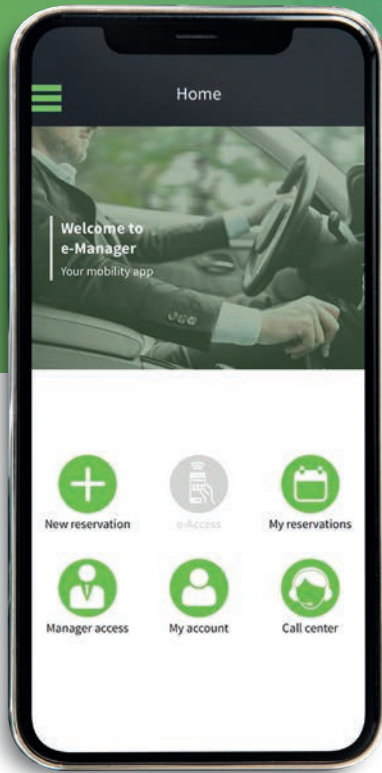 Home
Welcome to
e-Manager
Your mobility app
New reservation
e-Access
My reservations
Manager access
My account
Call center